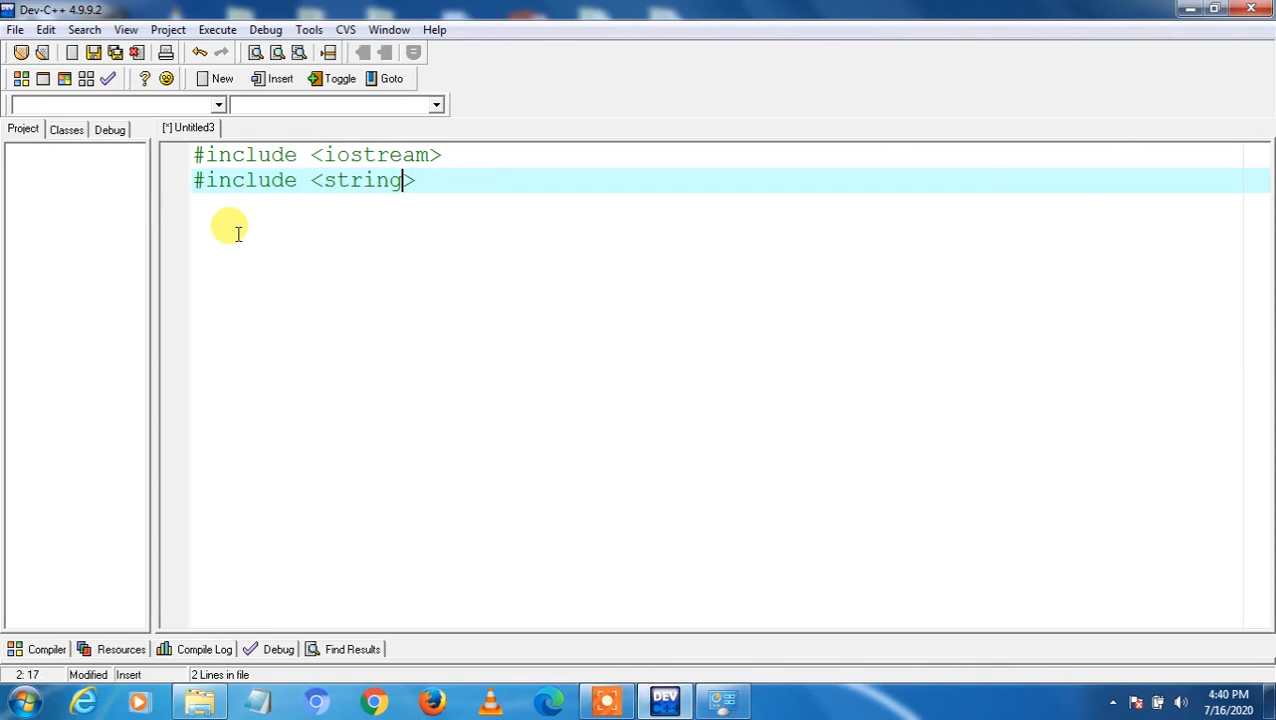 Dev-C++ 4.9.9.2
File Edit Search View Project Execute Debug Tools CVS Window Help
New Insert Toggle Goto
Project Classes Debug [*] Untitled3
#include <iostream>
#include <string>
Compiler Resources Compile Log Debug Find Results
2: 17 Modified Insert 2 Lines in file
DEV C++ 4:40 PM
7/16/2020